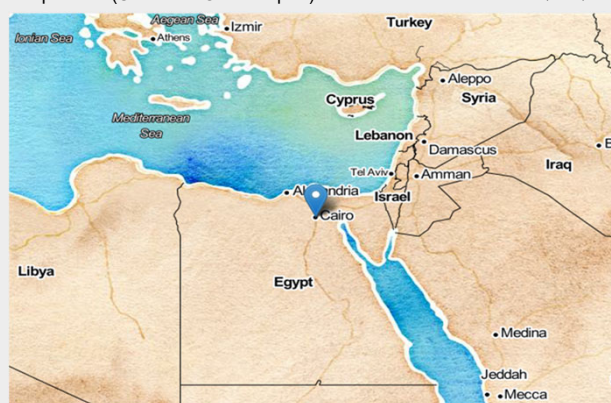 Aegean Sea
Izmir
Turkey
Ionian Sea
Athens
Aleppo
Cyprus
Syria
Mediterranean
Sea
Lebanon
Damascus
Iraq
Tel Aviv
Amman
Israel
Cairo
Libya
Egypt
Medina
Jeddah
Mecca